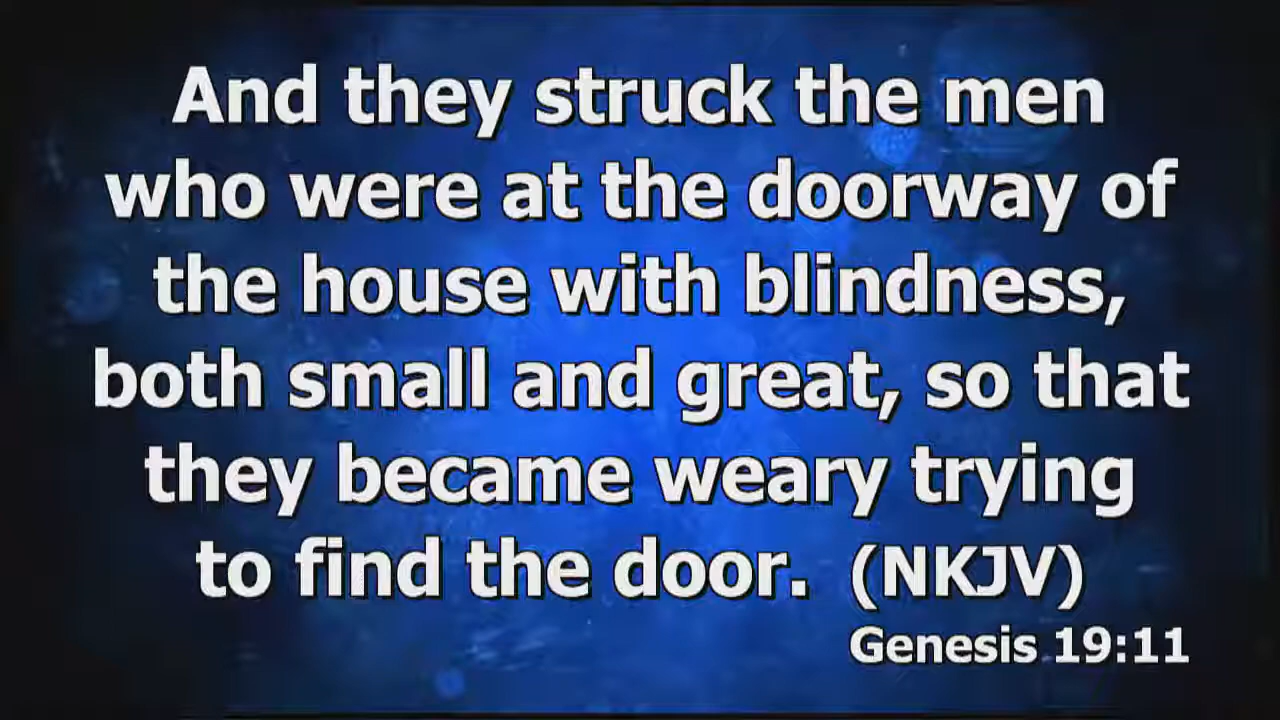 And they struck the men
who were at the doorway of
the house with blindness,
both small and great, so that
they became weary trying
to find the door.  (NKJV)
Genesis 19:11